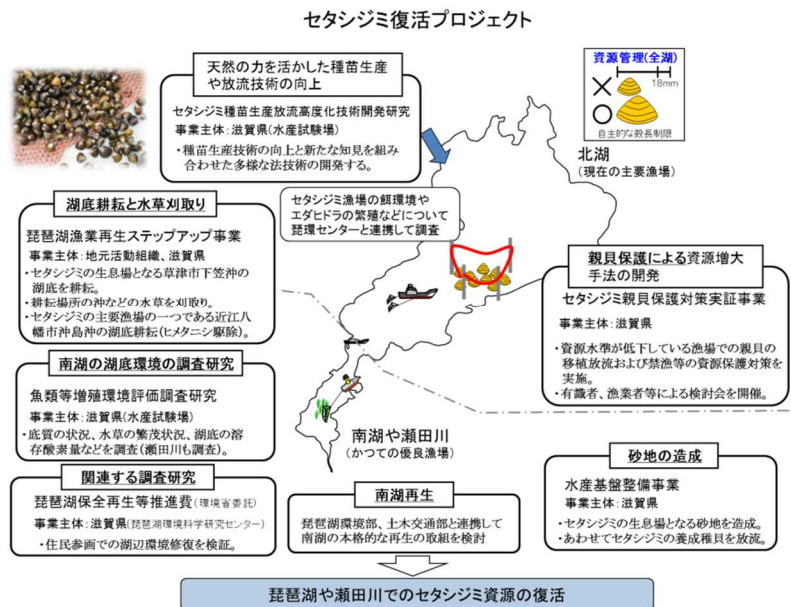 セタシジミ復活プロジェクト
天然の力を活かした種苗生産
や放流技術の向上
セタシジミ種苗生産放流高度化技術開発研究
事業主体:滋賀県(水産試験場)
・種苗生産技術の向上と新たな知見を組み
合わせた多様な法技術の開発する。
資源管理(全湖)
18mm
自主的な殻長制限
北湖
(現在の主要漁場)
セタシジミ漁場の餌環境や
エダヒドラの繁殖などについて
琵環センターと連携して調査
湖底耕耘と水草刈取り
琵琶湖漁業再生ステップアップ事業
事業主体:地元活動組織、滋賀県
・セタシジミの生息場となる草津市下笠沖の
湖底を耕耘。
・耕耘場所の沖などの水草を刈取り。
・セタシジミの主要漁場の一つである近江八
幡市沖島沖の湖底耕耘(ヒメタニシ駆除)。
親貝保護による資源増大
手法の開発
セタシジミ親貝保護対策実証事業
事業主体:滋賀県
・資源水準が低下している漁場での親貝の
移植放流および禁漁等の資源保護対策を
実施。
・有識者、漁業者等による検討会を開催。
南湖の湖底環境の調査研究
魚類等増殖環境評価調査研究
事業主体:滋賀県(水産試験場)
・底質の状況、水草の繁茂状況、湖底の溶
存酸素量などを調査(瀬田川も調査)。
南湖や瀬田川
(かつての優良漁場)
関連する調査研究
琵琶湖保全再生等推進費(環境省委託)
事業主体:滋賀県(琵琶湖環境科学研究センター)
・住民参画での湖辺環境修復を検証。
南湖再生
琵琶湖環境部、土木交通部と連携して
南湖の本格的な再生の取組を検討
砂地の造成
水産基盤整備事業
事業主体:滋賀県
・セタシジミの生息場となる砂地を造成。
・あわせてセタシジミの養成稚貝を放流。
琵琶湖や瀬田川でのセタシジミ資源の復活